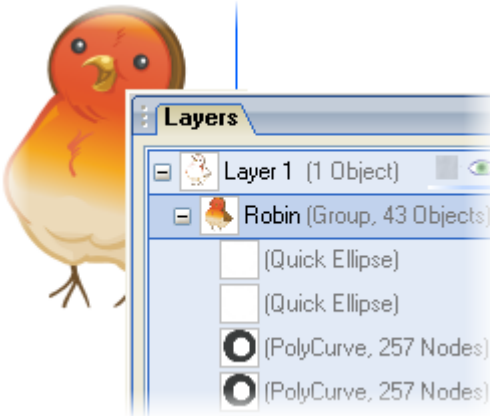 Layers
Layer 1 (1 Object)
Robin (Group, 43 Objects)
(Quick Ellipse)
(Quick Ellipse)
(PolyCurve, 257 Nodes)
(PolyCurve, 257 Nodes)